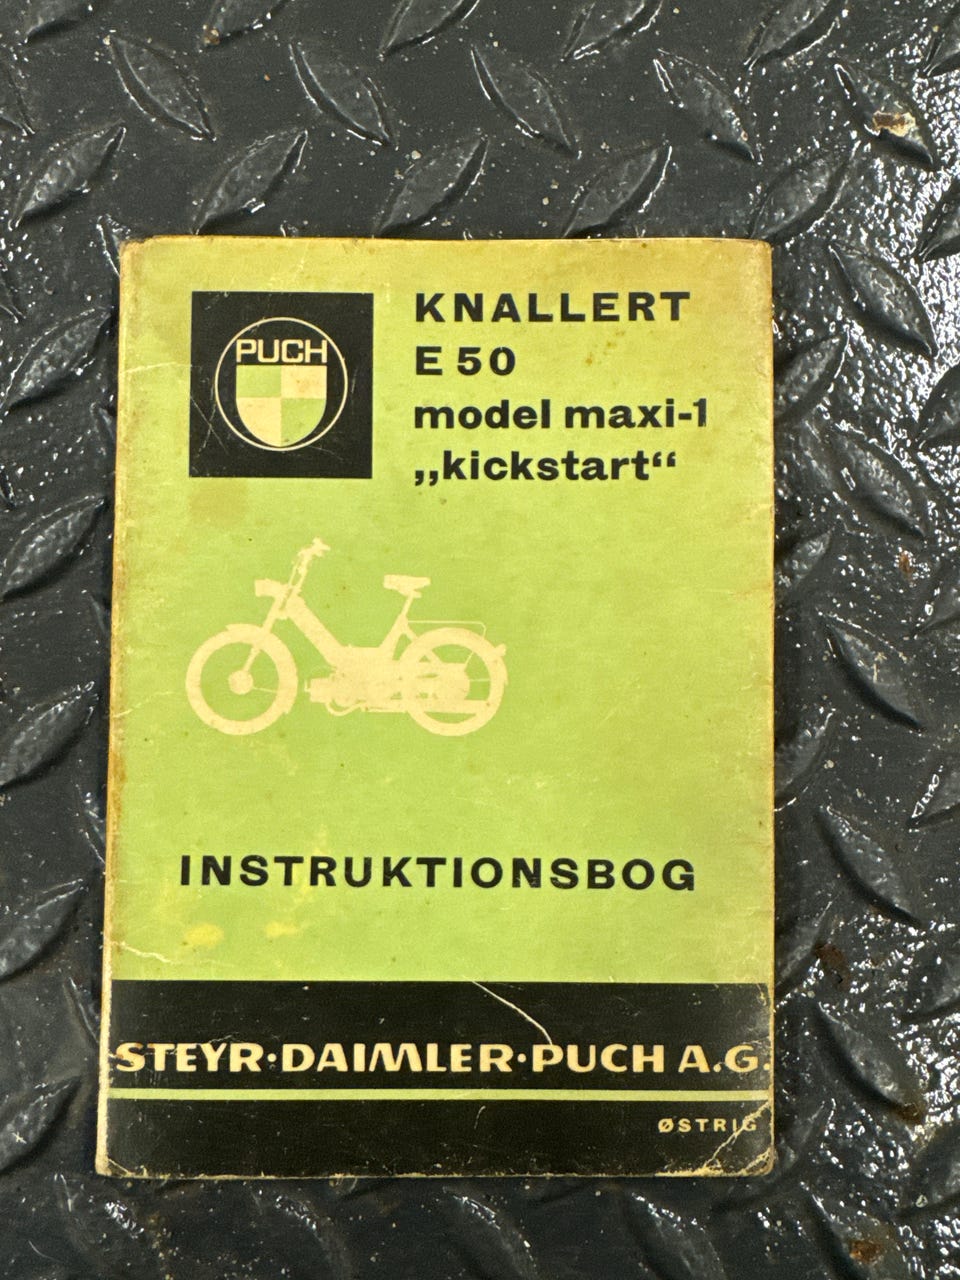 PUCH
KNALLERT
E 50
model maxi-1
„kickstart“
INSTRUKTIONSBOG
STEYR·DAIMLER·PUCH A.G.
ØSTRIG